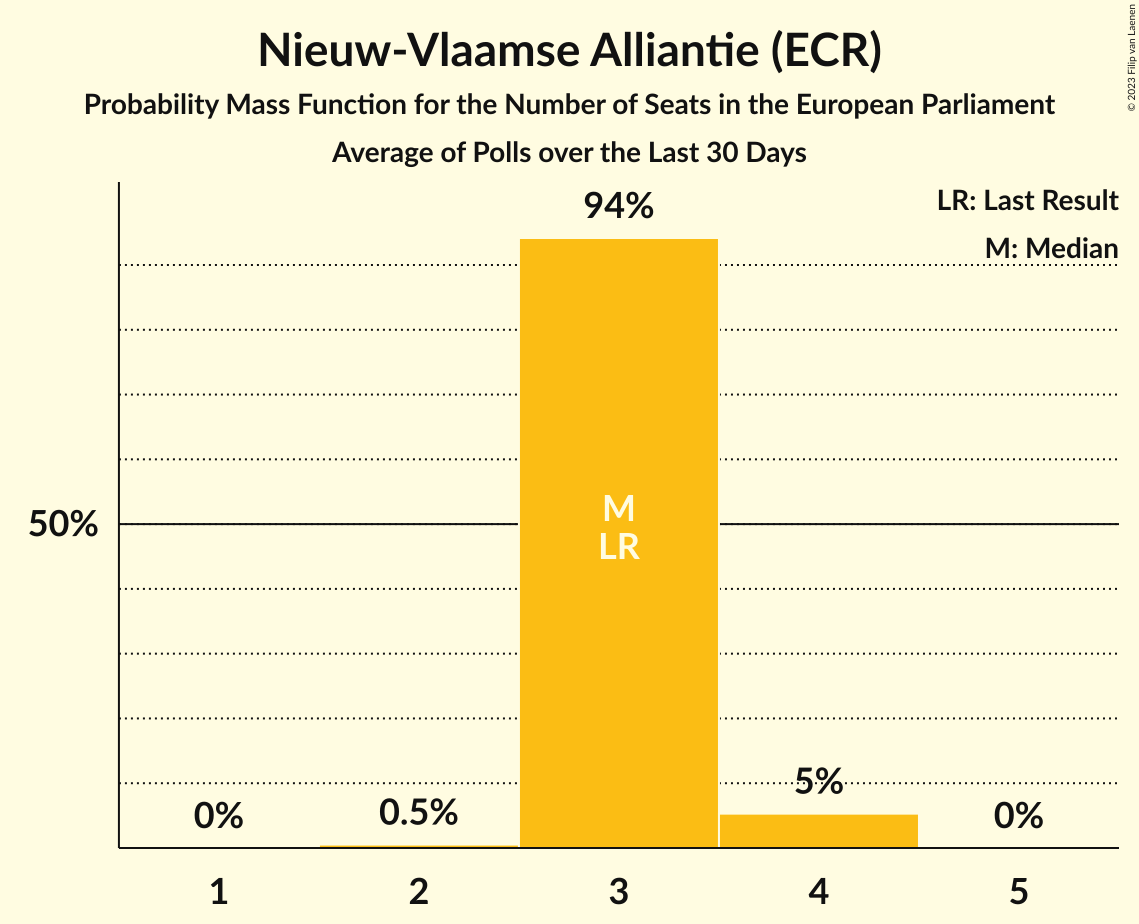 Nieuw-Vlaamse Alliantie (ECR)
Probability Mass Function for the Number of Seats in the European Parliament
Average of Polls over the Last 30 Days
© 2023 Filip van Laenen
LR: Last Result
M: Median
94%
50%
M
LR
0%
0.5%
5%
0%
1 2 3 4 5